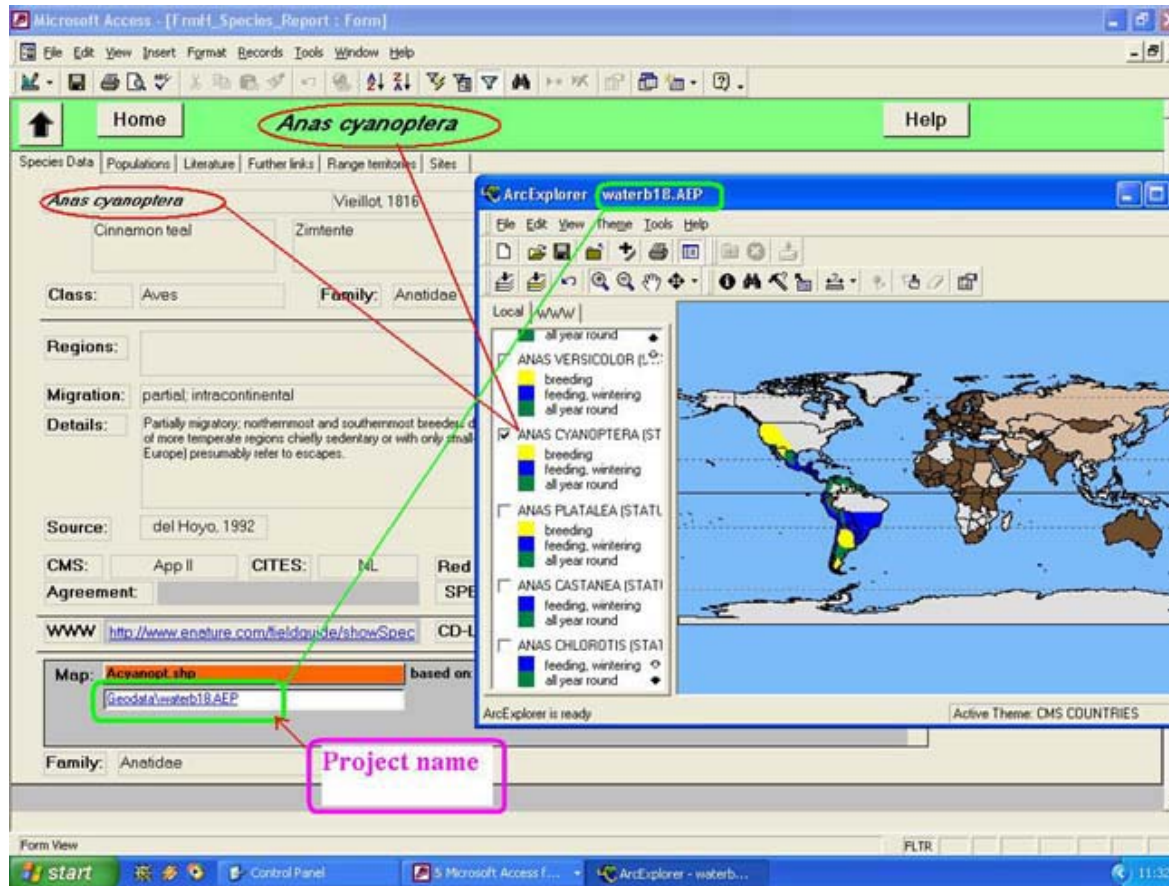 Microsoft Access - [FrmH_Species_Report : Form]
File Edit View Insert Format Records Tools Window Help
Home
Anas cyanoptera
Help
Species Data Populations Literature Further links Range territories Sites
Anas cyanoptera
Vieillot, 1816
Cinnamon teal
Zimtente
Class: Aves
Family: Anatidae
Regions:
Migration: partial; intracontinental
Details: Partially migratory; northernmost and southernmost breeders
of more temperate regions chiefly sedentary or with only small-
Europe) presumably refer to escapes.
Source: del Hoyo, 1992
CMS: App II CITES: NL Red
Agreement: SPE
WWW http://www.enature.com/fieldguide/showSpec CD-L
Map: Acyanopt.shp based on
Geodata\waterb18.AEP
Project name
Family: Anatidae
ArcExplorer - waterb18.AEP
File Edit View Theme Tools Help
Local WWW
all year round
ANAS VERSICOLOR
breeding
feeding, wintering
all year round
ANAS CYANOPTERA (ST
breeding
feeding, wintering
all year round
ANAS PLATALEA (STATU
breeding
feeding, wintering
all year round
ANAS CASTANEA (STATI
feeding, wintering
all year round
ANAS CHLOROTIS (STAT
feeding, wintering
all year round
ArcExplorer is ready
Active Theme: CMS COUNTRIES
Form View
FLTR
start
Control Panel
5 Microsoft Access f...
ArcExplorer - waterb...